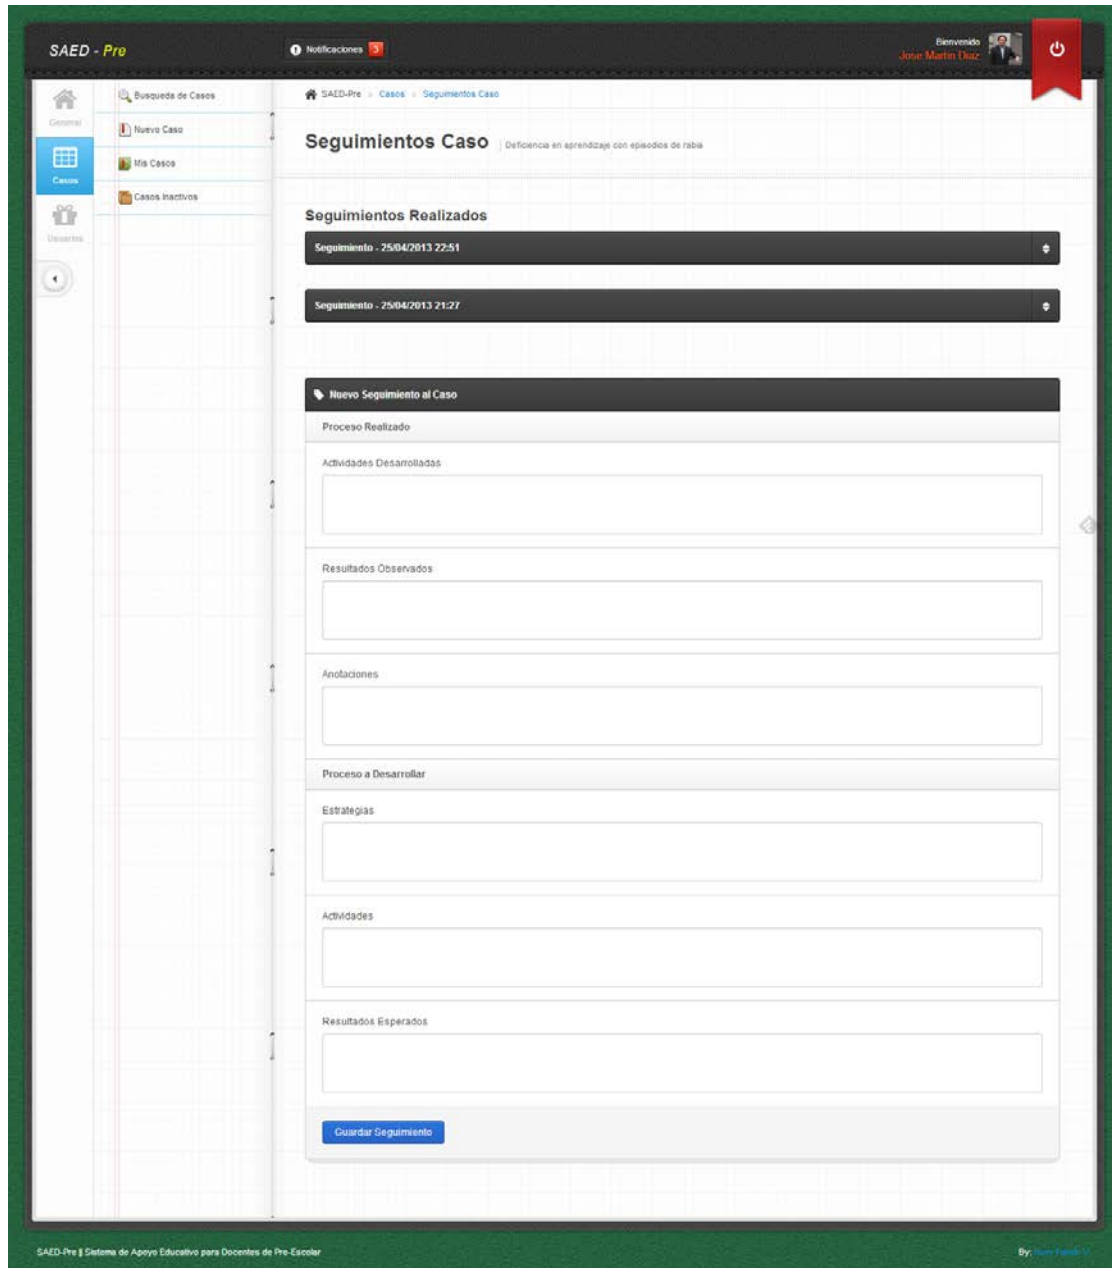 SAED - Pre
Notificaciones 3
Bienvenido
Jose Martin Diaz
General
Casos
Usuarios
Busqueda de Casos
Nuevo Caso
Mis Casos
Casos Inactivos
SAED-Pre » Casos » Seguimientos Caso
Seguimientos Caso | Deficiencia en aprendizaje con episodios de rabia
Seguimientos Realizados
Seguimiento - 25/04/2013 22:51
Seguimiento - 25/04/2013 21:27
Nuevo Seguimiento al Caso
Proceso Realizado
Actividades Desarrolladas
Resultados Observados
Anotaciones
Proceso a Desarrollar
Estrategias
Actividades
Resultados Esperados
Guardar Seguimiento
SAED-Pre || Sistema de Apoyo Educativo para Docentes de Pre-Escolar
By: